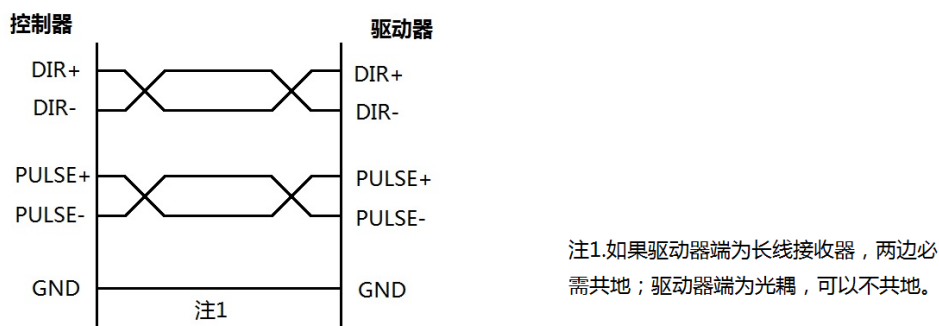 控制器
驱动器
DIR+
DIR+
DIR-
DIR-
PULSE+
PULSE+
PULSE-
PULSE-
GND
GND
注1
注1.如果驱动器端为长线接收器，两边必
需共地；驱动器端为光耦，可以不共地。